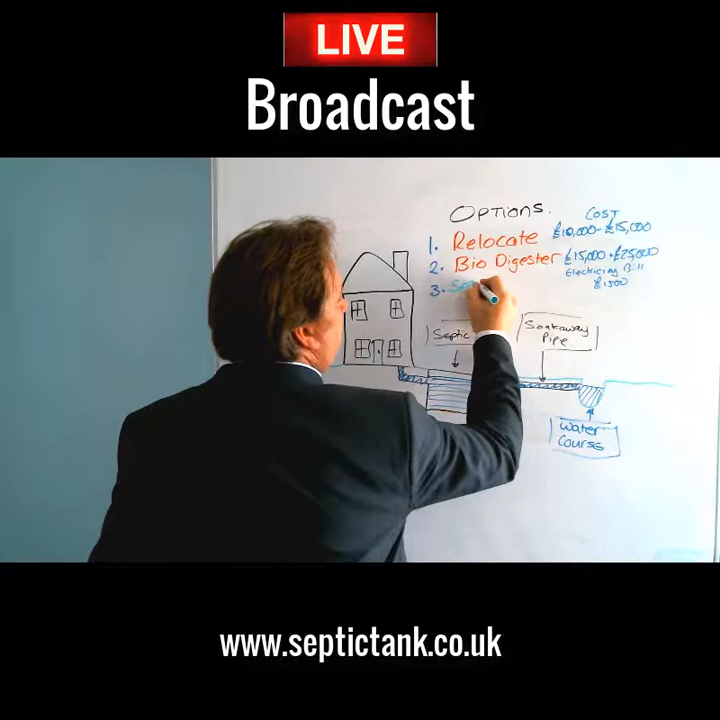 LIVE
Broadcast
OPTIONS.
COST
1. Relocate £10,000 - £15,000
2. Bio Digester £15,000 - £25,000
Electricing Bill
£1500
3.
Septic
Soakaway
Pipe
Water
Course
www.septictank.co.uk